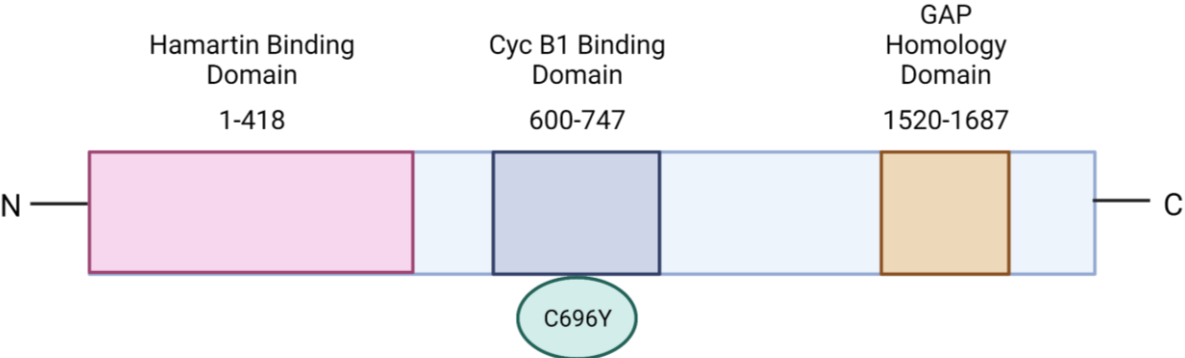 Hamartin Binding
Domain
1-418
Cyc B1 Binding
Domain
600-747
GAP
Homology
Domain
1520-1687
N
C
C696Y